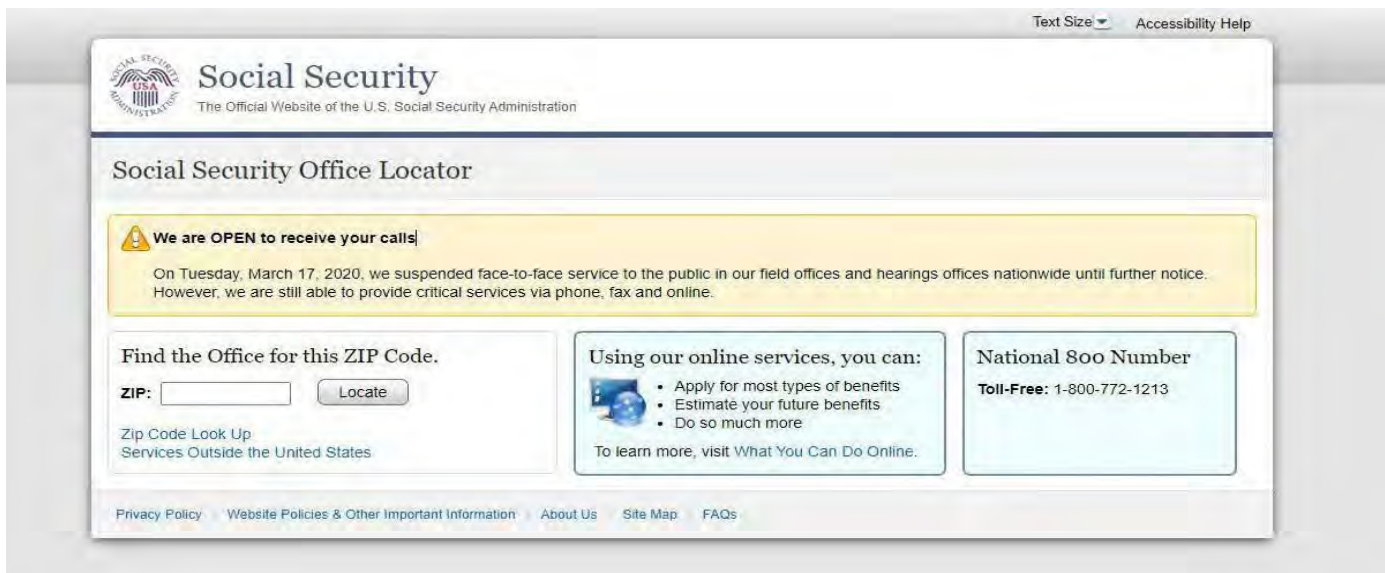 Text Size
Accessibility Help
SOCIAL SECURITY ADMINISTRATION
USA
Social Security
The Official Website of the U.S. Social Security Administration
Social Security Office Locator
We are OPEN to receive your calls
On Tuesday, March 17, 2020, we suspended face-to-face service to the public in our field offices and hearings offices nationwide until further notice.
However, we are still able to provide critical services via phone, fax and online.
Find the Office for this ZIP Code.
ZIP:
Locate
Zip Code Look Up
Services Outside the United States
Using our online services, you can:
• Apply for most types of benefits
• Estimate your future benefits
• Do so much more
To learn more, visit What You Can Do Online.
National 800 Number
Toll-Free: 1-800-772-1213
Privacy Policy Website Policies & Other Important Information About Us Site Map FAQs